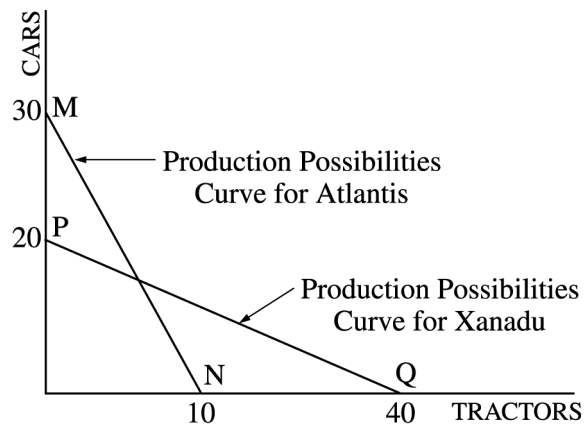 CARS
30 M
Production Possibilities
Curve for Atlantis
20 P
Production Possibilities
Curve for Xanadu
N
Q
10
40
TRACTORS